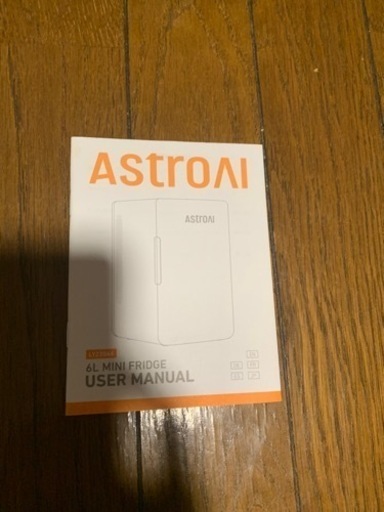 ASTROAI
ASTROAI
6L MINI FRIDGE
USER MANUAL